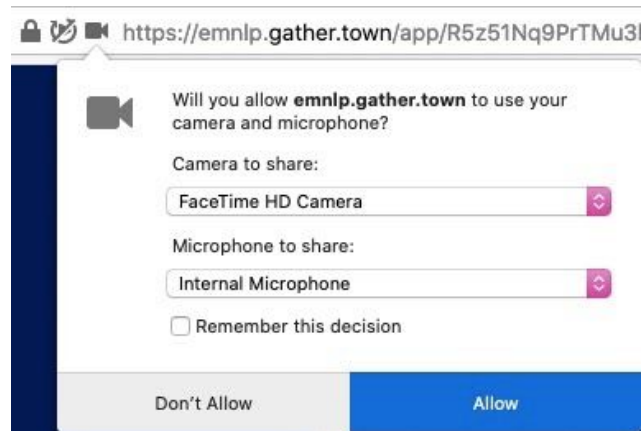 https://emnlp.gather.town/app/R5z51Nq9PrTMu3
Will you allow emnlp.gather.town to use your
camera and microphone?
Camera to share:
FaceTime HD Camera
Microphone to share:
Internal Microphone
Remember this decision
Don't Allow
Allow